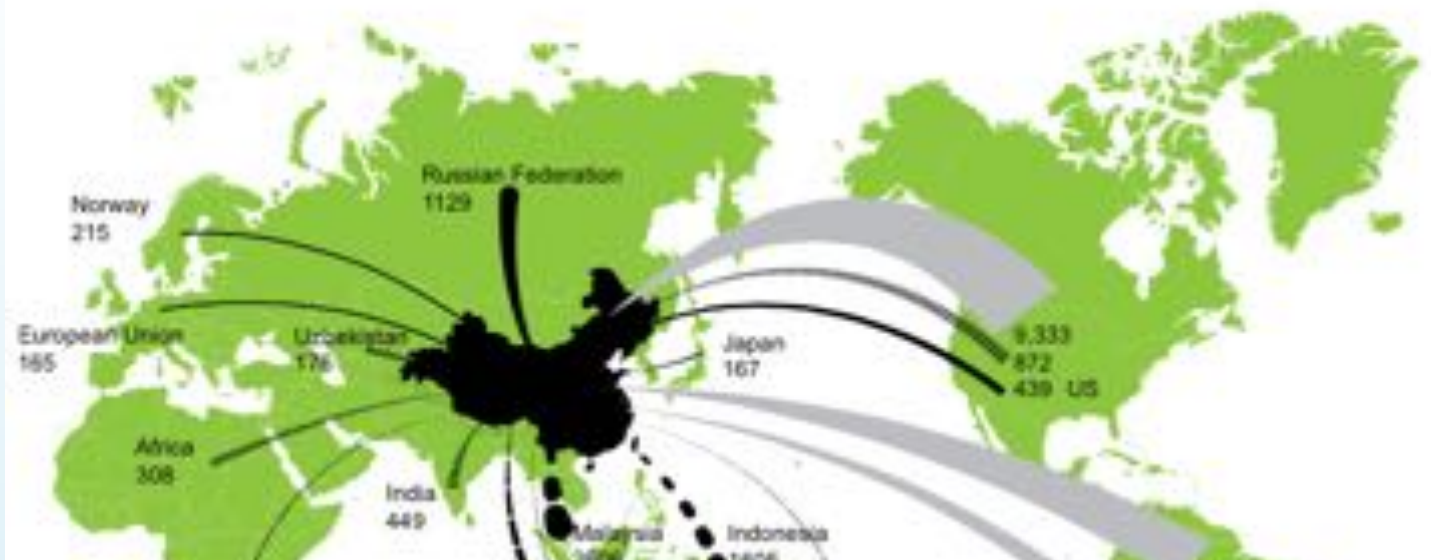 Russian Federation
1129
Norway
215
European Union
165
Uzbekistan
176
Japan
167
9.333
872
439 US
Africa
308
India
449
Malaysia
Indonesia